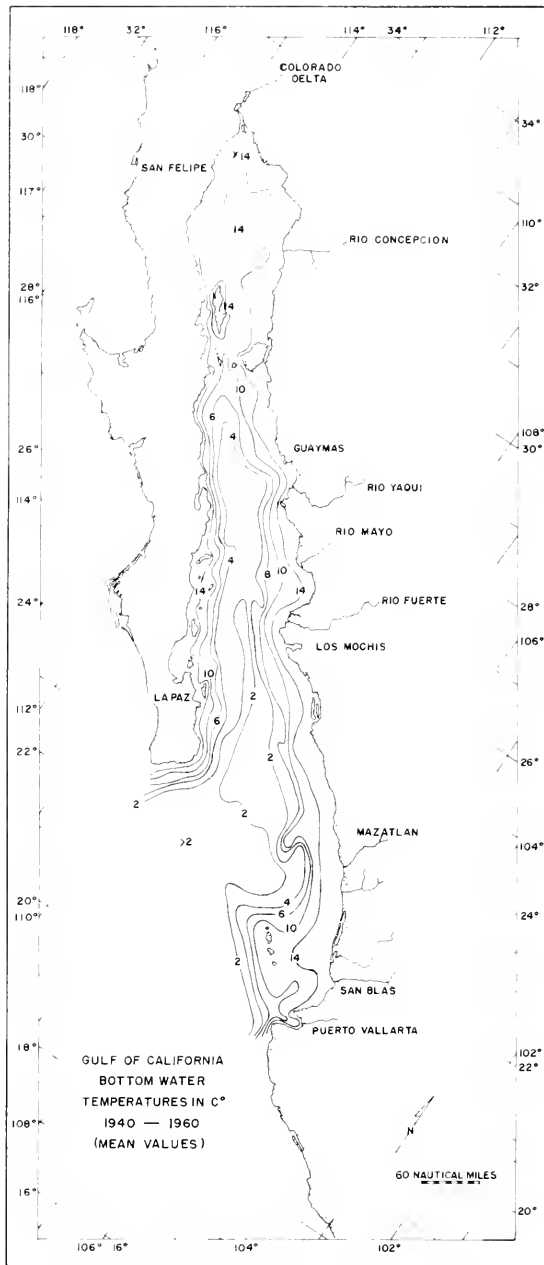 118° 32° 116° 114° 34° 112°
COLORADO
DELTA
118°
34°
30°
14
SAN FELIPE
117°
110°
14
RIO CONCEPCION
28°
116°
32°
14
10
10
6
4
108°
30°
26°
GUAYMAS
114°
RIO YAQUI
RIO MAYO
4
8
10
14
14
24°
RIO FUERTE
28°
106°
LOS MOCHIS
10
LA PAZ
2
112°
6
22°
2
26°
2
2
MAZATLAN
>2
104°
20°
110°
4
24°
6
10
2
14
SAN BLAS
PUERTO VALLARTA
18°
102°
22°
GULF OF CALIFORNIA
BOTTOM WATER
TEMPERATURES IN C°
1940 — 1960
(MEAN VALUES)
108°
N
60 NAUTICAL MILES
16°
20°
106° 16° 104° 102°